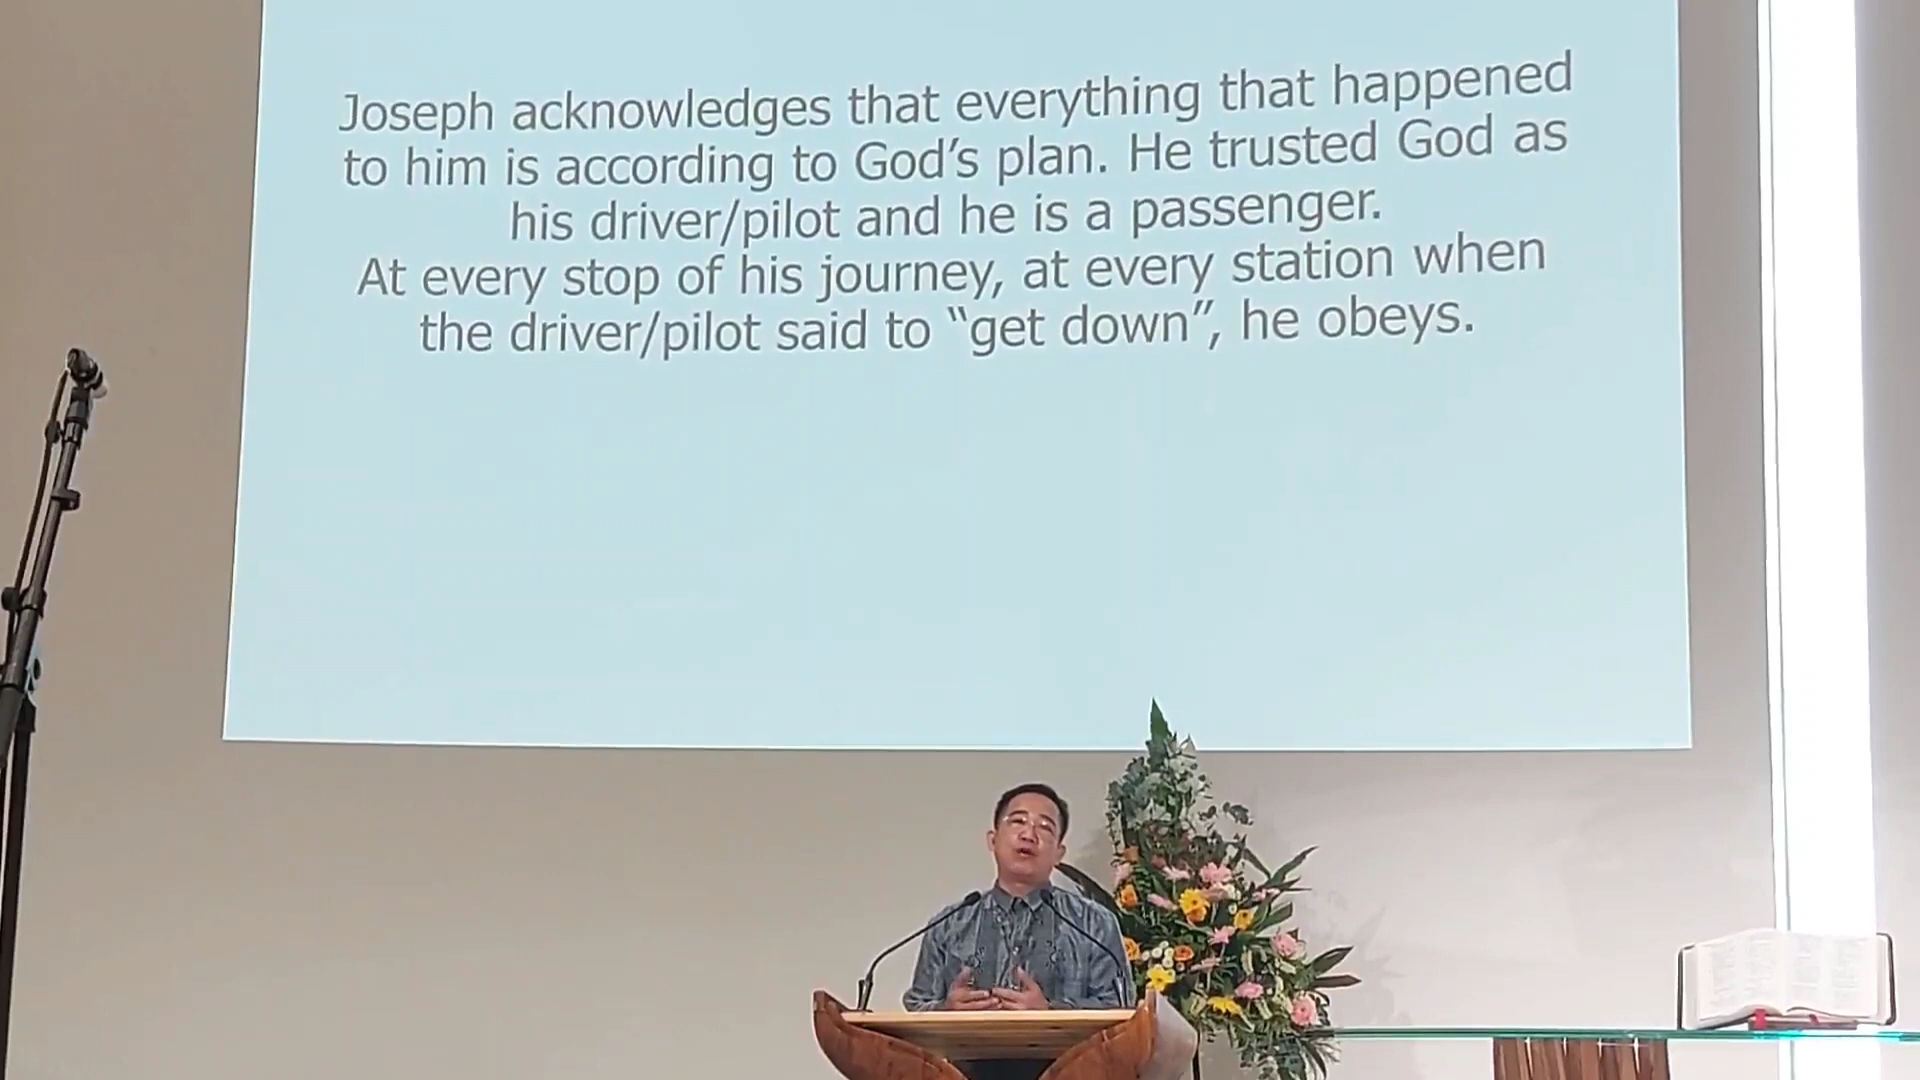 Joseph acknowledges that everything that happened
to him is according to God’s plan. He trusted God as
his driver/pilot and he is a passenger.
At every stop of his journey, at every station when
the driver/pilot said to “get down”, he obeys.